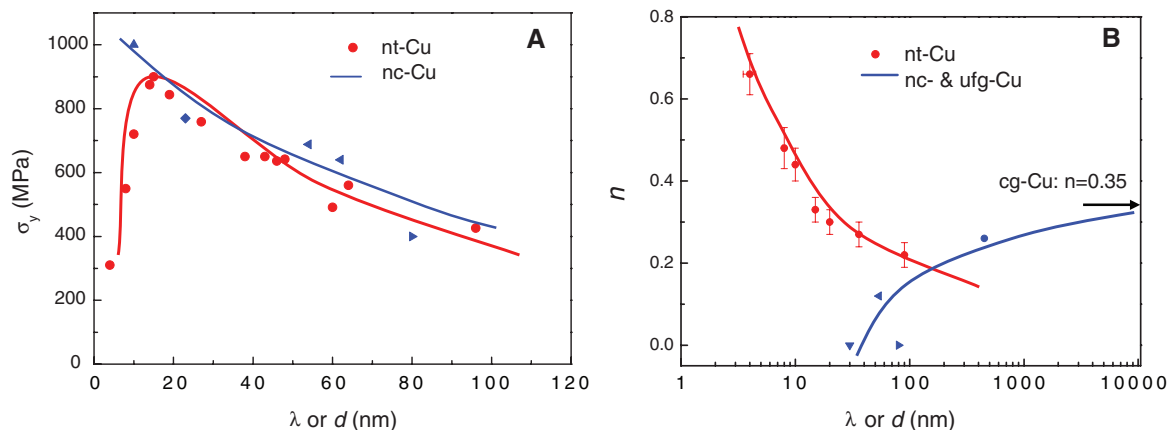 A
nt-Cu
nc-Cu
σy (MPa)
1000
800
600
400
200
0
0 20 40 60 80 100 120
λ or d (nm)
B
nt-Cu
nc- & ufg-Cu
cg-Cu: n=0.35
n
0.8
0.6
0.4
0.2
0.0
1 10 100 1000 10000
λ or d (nm)